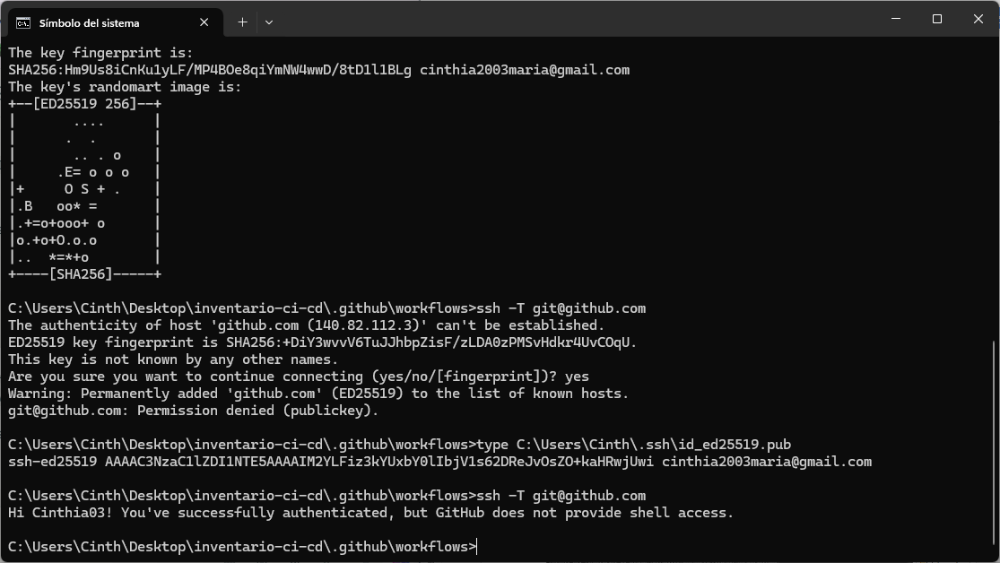 Símbolo del sistema
The key fingerprint is:
SHA256:Hm9Us8iCnKu1yLF/MP4BOe8qiYmNW4wwD/8tD1l1BLg cinthia2003maria@gmail.com
The key's randomart image is:
+--[ED25519 256]--+
|       ....      |
|      .  .       |
|       .. . o    |
|     .E= o o o   |
|+     O S + .    |
|.B   oo* =       |
|.+=o+ooo+ o      |
|o.+o+O.o.o       |
|..  *=*+o        |
+----[SHA256]-----+
C:\Users\Cinth\Desktop\inventario-ci-cd\.github\workflows>ssh -T git@github.com
The authenticity of host 'github.com (140.82.112.3)' can't be established.
ED25519 key fingerprint is SHA256:+DiY3wvvV6TuJJhbpZisF/zLDA0zPMSvHdkr4UvCOqU.
This key is not known by any other names.
Are you sure you want to continue connecting (yes/no/[fingerprint])? yes
Warning: Permanently added 'github.com' (ED25519) to the list of known hosts.
git@github.com: Permission denied (publickey).
C:\Users\Cinth\Desktop\inventario-ci-cd\.github\workflows>type C:\Users\Cinth\.ssh\id_ed25519.pub
ssh-ed25519 AAAAC3NzaC1lZDI1NTE5AAAAIM2YLFiz3kYUxbY0lIbjV1s62DReJvOsZO+kaHRwjUwi cinthia2003maria@gmail.com
C:\Users\Cinth\Desktop\inventario-ci-cd\.github\workflows>ssh -T git@github.com
Hi Cinthia03! You've successfully authenticated, but GitHub does not provide shell access.
C:\Users\Cinth\Desktop\inventario-ci-cd\.github\workflows>